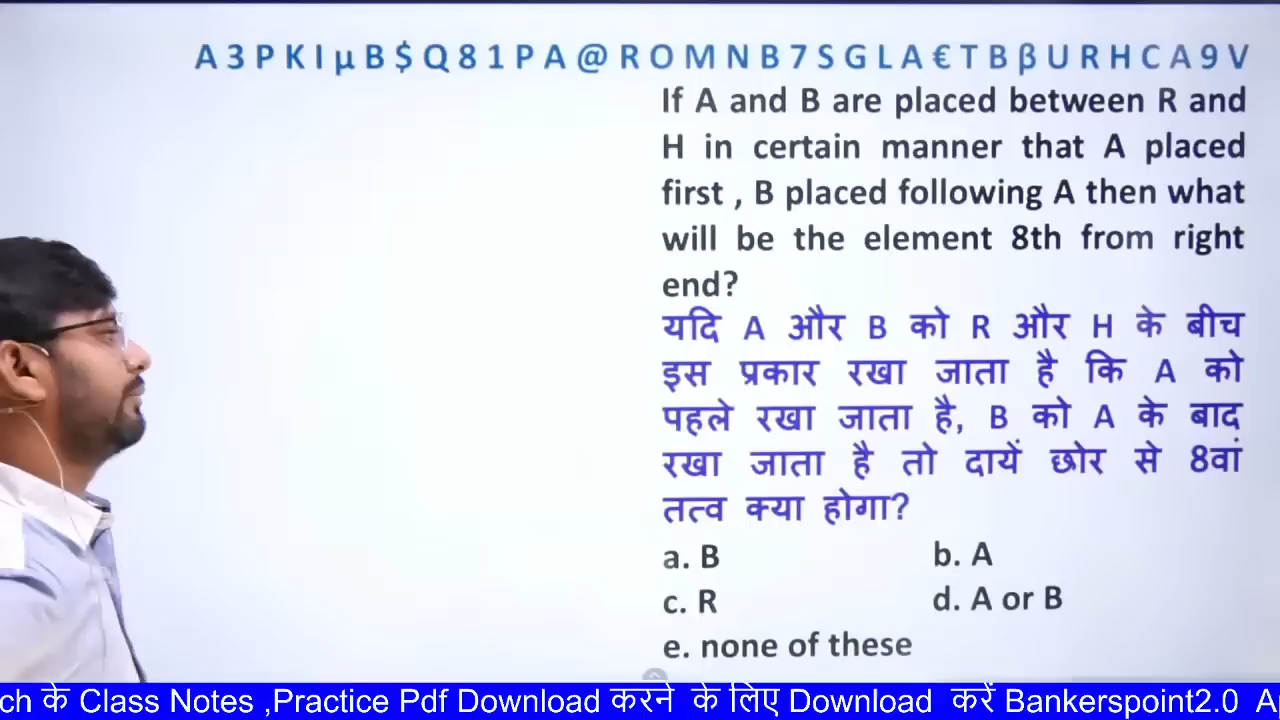 A 3 P K I µ B $ Q 8 1 P A @ R O M N B 7 S G L A € T B β U R H C A 9 V
If A and B are placed between R and
H in certain manner that A placed
first , B placed following A then what
will be the element 8th from right
end?
यदि A और B को R और H के बीच
इस प्रकार रखा जाता है कि A को
पहले रखा जाता है, B को A के बाद
रखा जाता है तो दायें छोर से 8वां
तत्व क्या होगा?
a. B b. A
c. R d. A or B
e. none of these
ch के Class Notes ,Practice Pdf Download करने के लिए Download करें Bankerspoint2.0 A